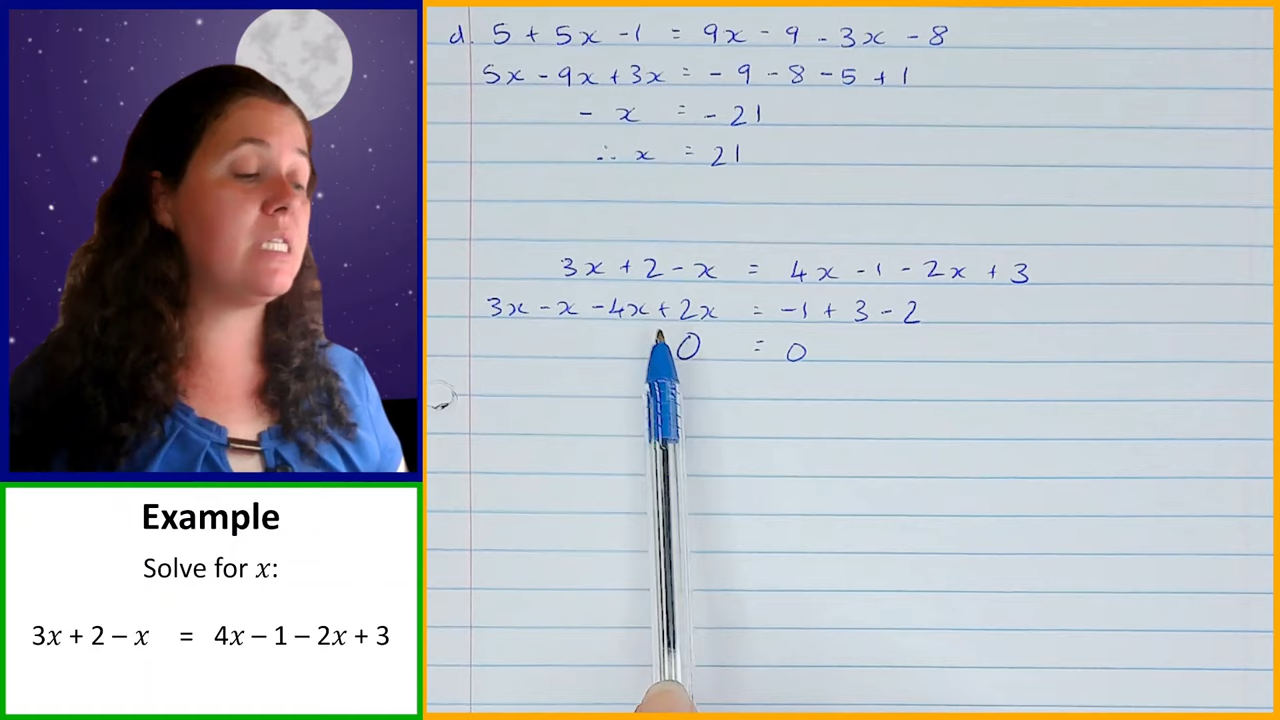 d. 5 + 5x - 1 = 9x - 9 - 3x - 8
5x - 9x + 3x = - 9 - 8 - 5 + 1
- x = - 21
∴ x = 21
3x + 2 - x = 4x - 1 - 2x + 3
3x - x - 4x + 2x = - 1 + 3 - 2
0 = 0
Example
Solve for x:
3x + 2 – x = 4x – 1 – 2x + 3